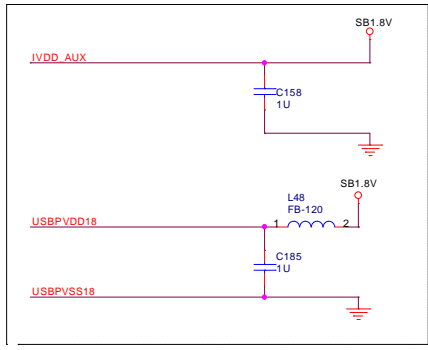 SB1.8V
IVDD_AUX
C158
1U
SB1.8V
L48
FB-120
USBPVDD18
1
2
C185
1U
USBPVSS18